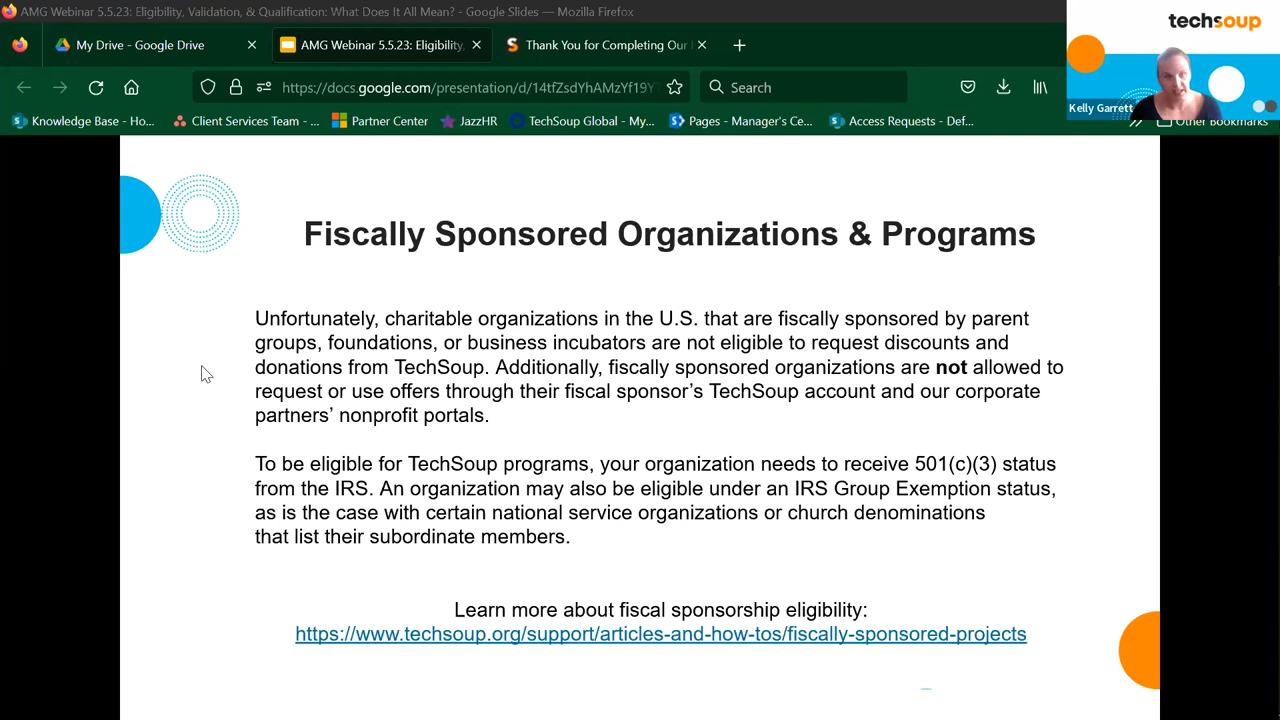 AMG Webinar 5.5.23: Eligibility, Validation, & Qualification: What Does It All Mean? - Google Slides — Mozilla Firefox
techsoup
My Drive - Google Drive
AMG Webinar 5.5.23: Eligibility,
Thank You for Completing Our
https://docs.google.com/presentation/d/14tfZsdYhAMzYf19Y
Search
Kelly Garrett
Knowledge Base - Ho...
Client Services Team - ...
Partner Center
JazzHR
TechSoup Global - My...
Pages - Manager's Ce...
Access Requests - Def...
Other Bookmarks
Fiscally Sponsored Organizations & Programs
Unfortunately, charitable organizations in the U.S. that are fiscally sponsored by parent
groups, foundations, or business incubators are not eligible to request discounts and
donations from TechSoup. Additionally, fiscally sponsored organizations are not allowed to
request or use offers through their fiscal sponsor’s TechSoup account and our corporate
partners’ nonprofit portals.
To be eligible for TechSoup programs, your organization needs to receive 501(c)(3) status
from the IRS. An organization may also be eligible under an IRS Group Exemption status,
as is the case with certain national service organizations or church denominations
that list their subordinate members.
Learn more about fiscal sponsorship eligibility:
https://www.techsoup.org/support/articles-and-how-tos/fiscally-sponsored-projects